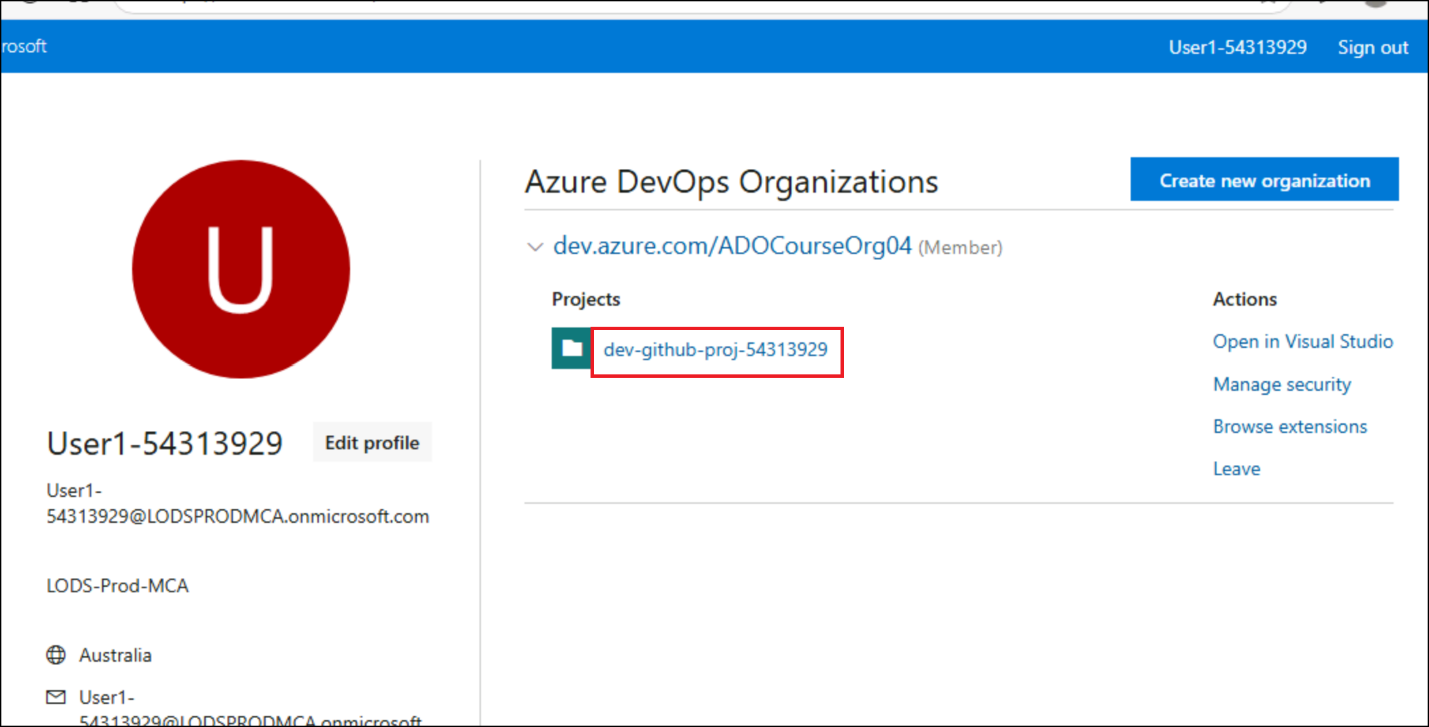 rosoft
User1-54313929
Sign out
U
User1-54313929
Edit profile
User1-
54313929@LODSPRODMCA.onmicrosoft.com
LODS-Prod-MCA
Australia
User1-
54313929@LODSPRODMCA.onmicrosoft
Azure DevOps Organizations
Create new organization
dev.azure.com/ADOCourseOrg04 (Member)
Projects
dev-github-proj-54313929
Actions
Open in Visual Studio
Manage security
Browse extensions
Leave